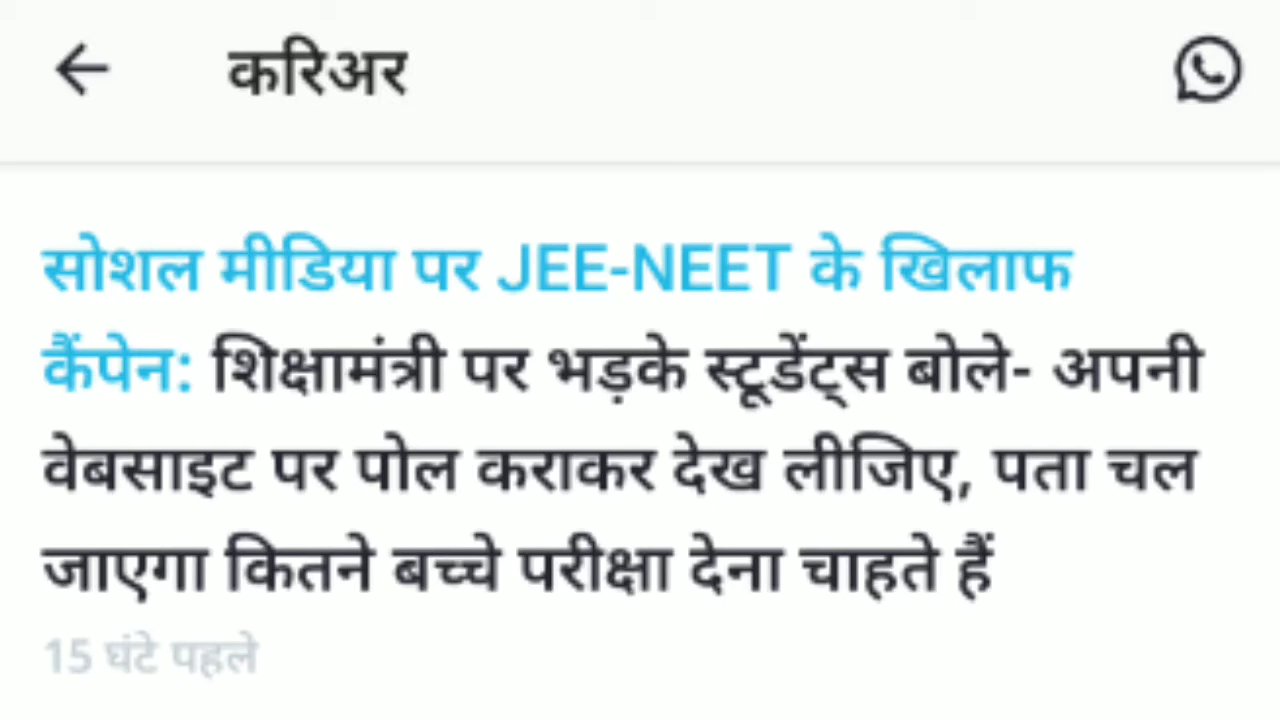 करिअर
सोशल मीडिया पर JEE-NEET के खिलाफ
कैंपेन: शिक्षामंत्री पर भड़के स्टूडेंट्स बोले- अपनी
वेबसाइट पर पोल कराकर देख लीजिए, पता चल
जाएगा कितने बच्चे परीक्षा देना चाहते हैं
15 घंटे पहले